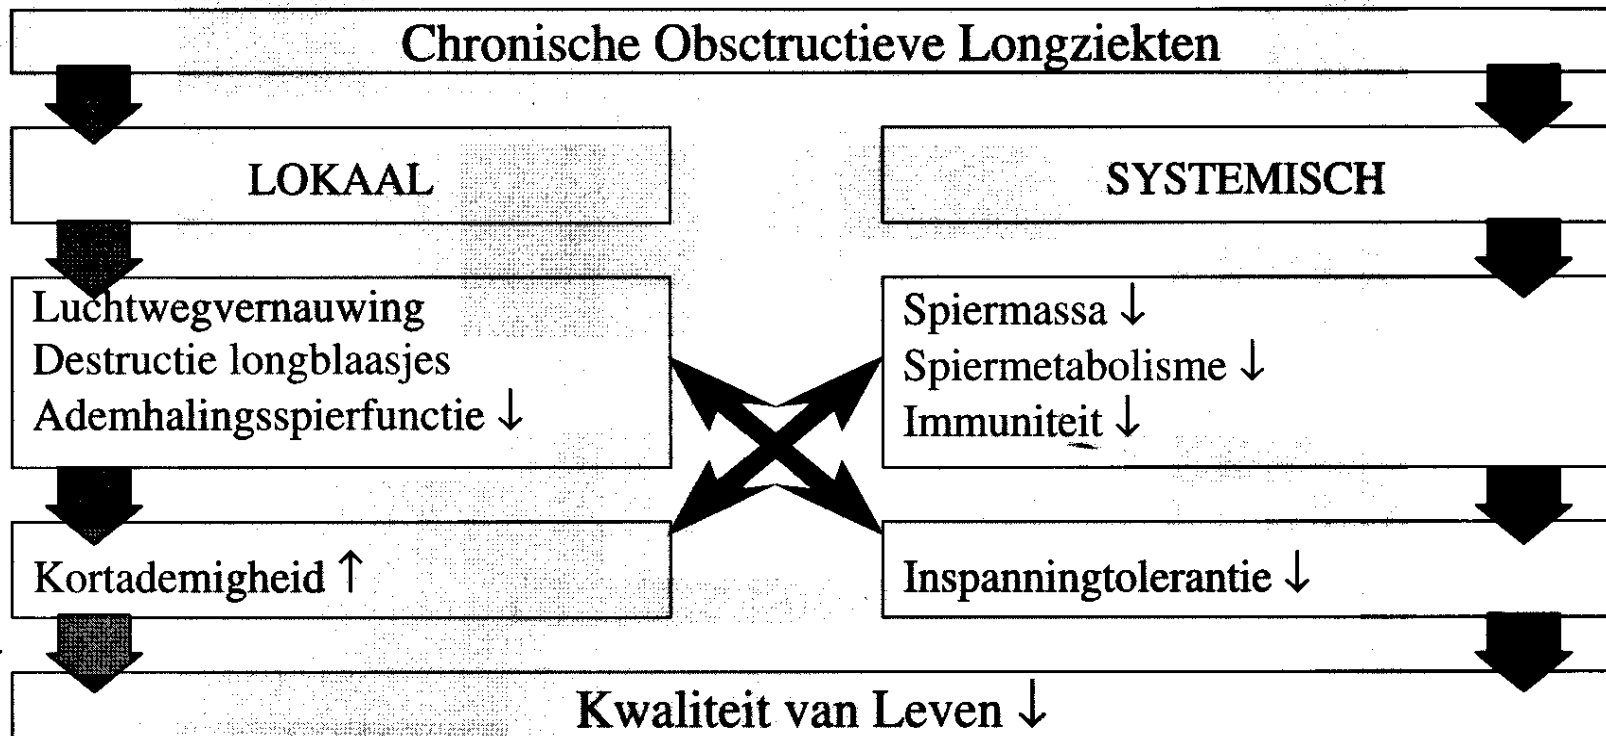 Chronische Obsctructieve Longziekten
LOKAAL
SYSTEMISCH
Luchtwegvernauwing
Destructie longblaasjes
Ademhalingsspierfunctie ↓
Spiermassa ↓
Spiermetabolisme ↓
Immuniteit ↓
Kortademigheid ↑
Inspanningtolerantie ↓
Kwaliteit van Leven ↓